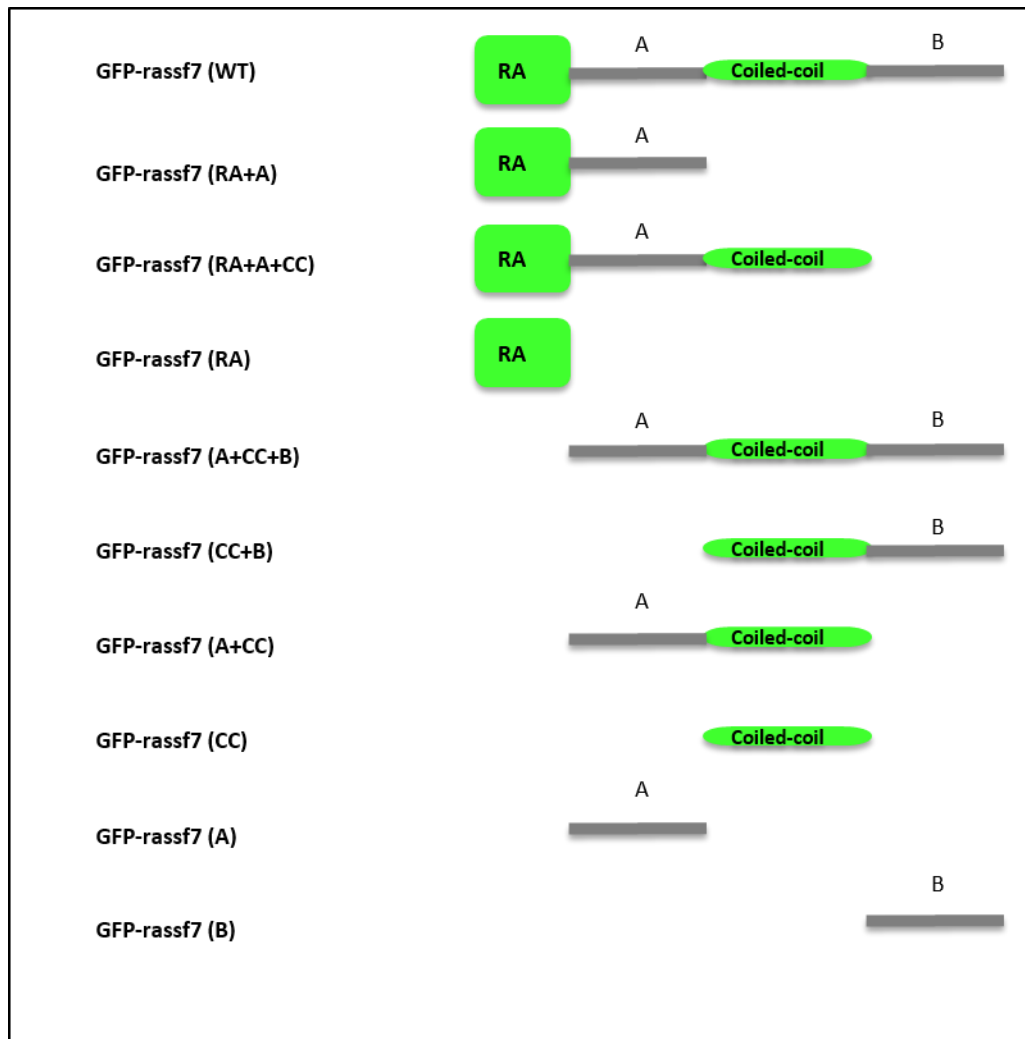 A B
GFP-rassf7 (WT) RA Coiled-coil
A
GFP-rassf7 (RA+A) RA
A
GFP-rassf7 (RA+A+CC) RA Coiled-coil
GFP-rassf7 (RA) RA
A B
GFP-rassf7 (A+CC+B) Coiled-coil
B
GFP-rassf7 (CC+B) Coiled-coil
A
GFP-rassf7 (A+CC) Coiled-coil
GFP-rassf7 (CC) Coiled-coil
A
GFP-rassf7 (A)
B
GFP-rassf7 (B)